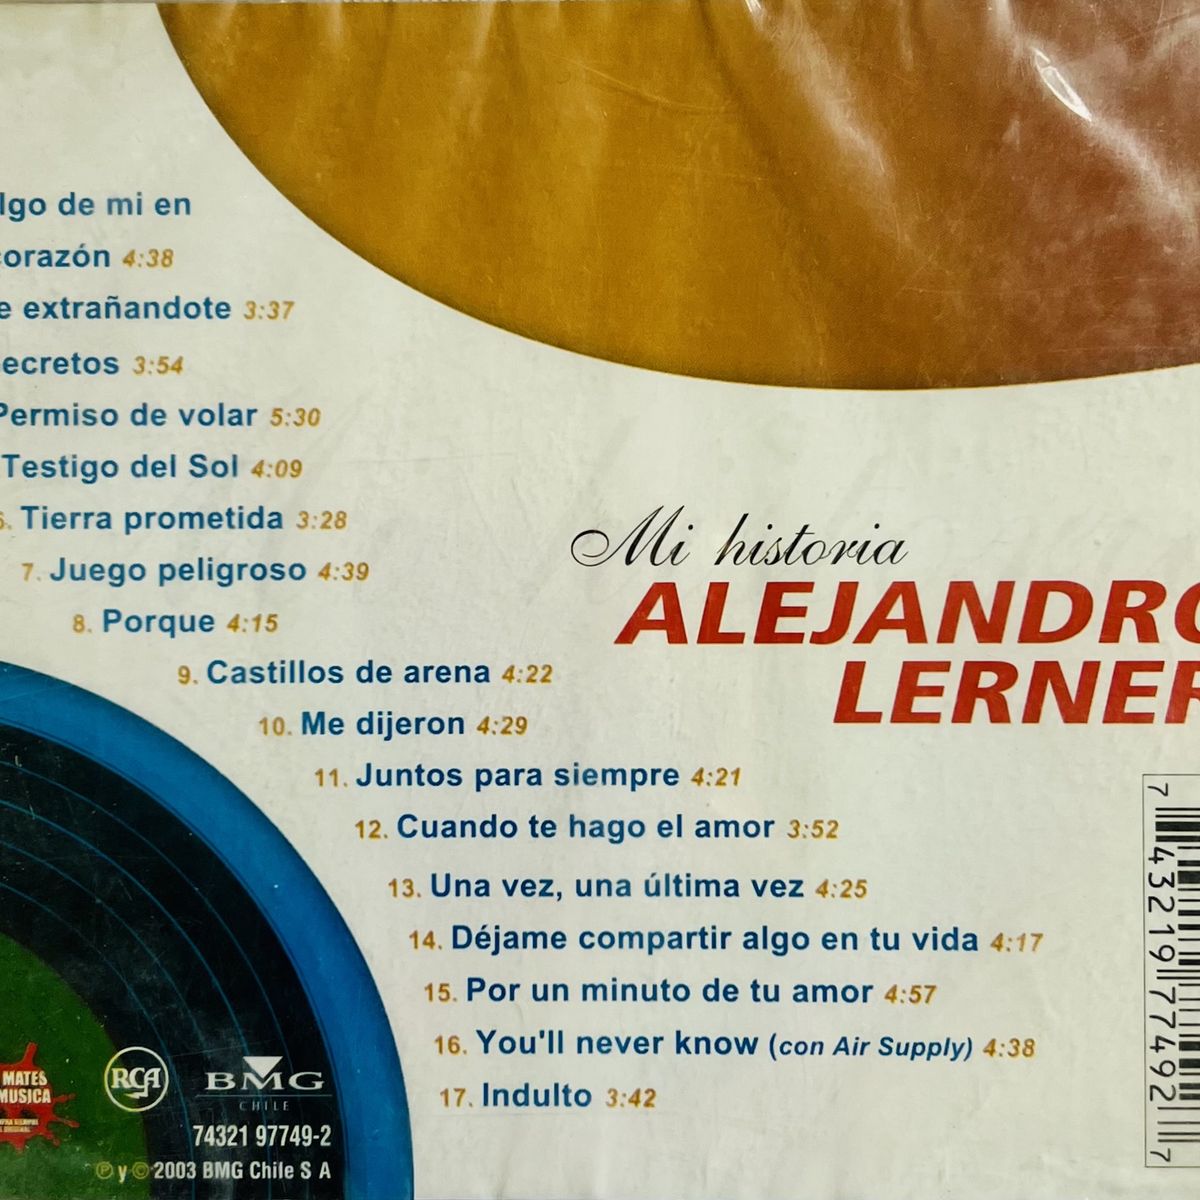 lgo de mi en
corazón 4:38
e extrañandote 3:37
ecretos 3:54
Permiso de volar 5:30
Testigo del Sol 4:09
6. Tierra prometida 3:28
7. Juego peligroso 4:39
8. Porque 4:15
9. Castillos de arena 4:22
10. Me dijeron 4:29
11. Juntos para siempre 4:21
12. Cuando te hago el amor 3:52
13. Una vez, una última vez 4:25
14. Déjame compartir algo en tu vida 4:17
15. Por un minuto de tu amor 4:57
16. You'll never know (con Air Supply) 4:38
17. Indulto 3:42
Mi historia
ALEJANDRO
LERNER
7 43219 77492 7
MATES
MUSICA
RCA
BMG
CHILE
74321 97749-2
℗ y © 2003 BMG Chile S A